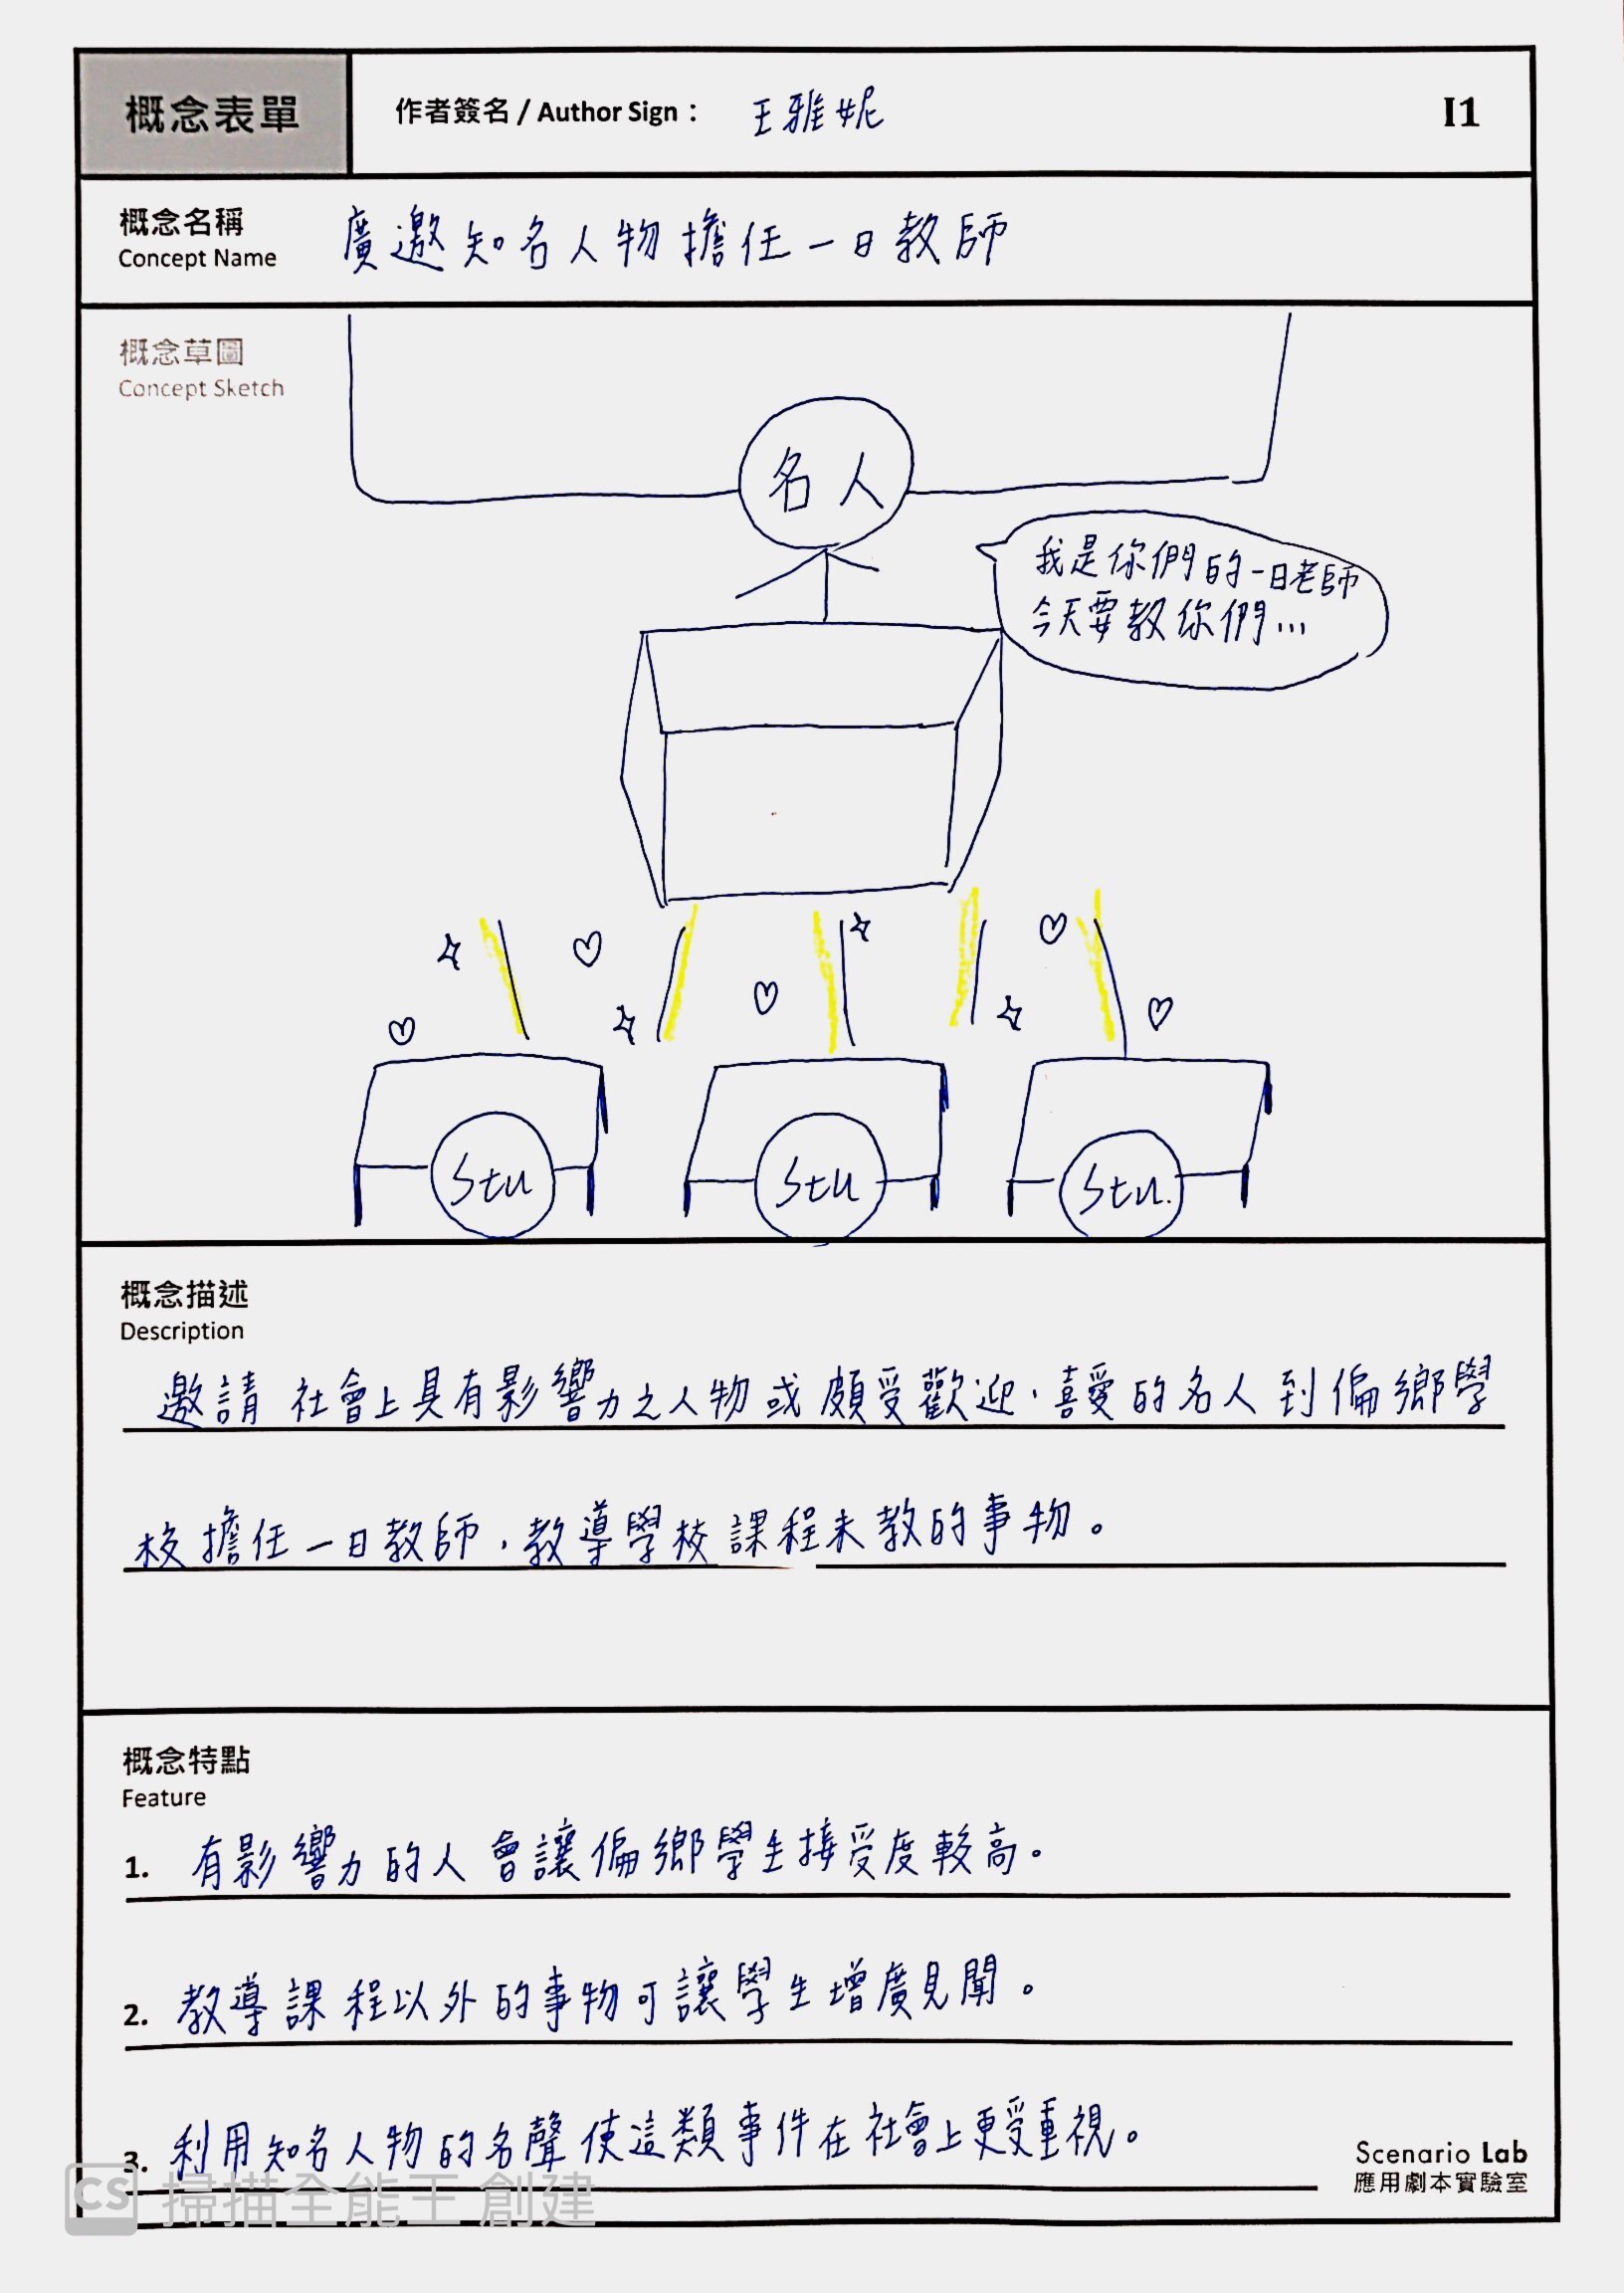 概念表單
作者簽名 / Author Sign： 王雅妮
I1
概念名稱
Concept Name
廣邀知名人物擔任一日教師
概念草圖
Concept Sketch
名人
我是你們的一日老師
今天要教你們...
Stu
Stu
Stu.
概念描述
Description
邀請社會上具有影響力之人物或頗受歡迎、喜愛的名人到偏鄉學
校擔任一日教師，教導學校課程未教的事物。
概念特點
Feature
1. 有影響力的人會讓偏鄉學生接受度較高。
2. 教導課程以外的事物可讓學生增廣見聞。
3. 利用知名人物的名聲使這類事件在社會上更受重視。
Scenario Lab
應用劇本實驗室
CS 掃描全能王 創建